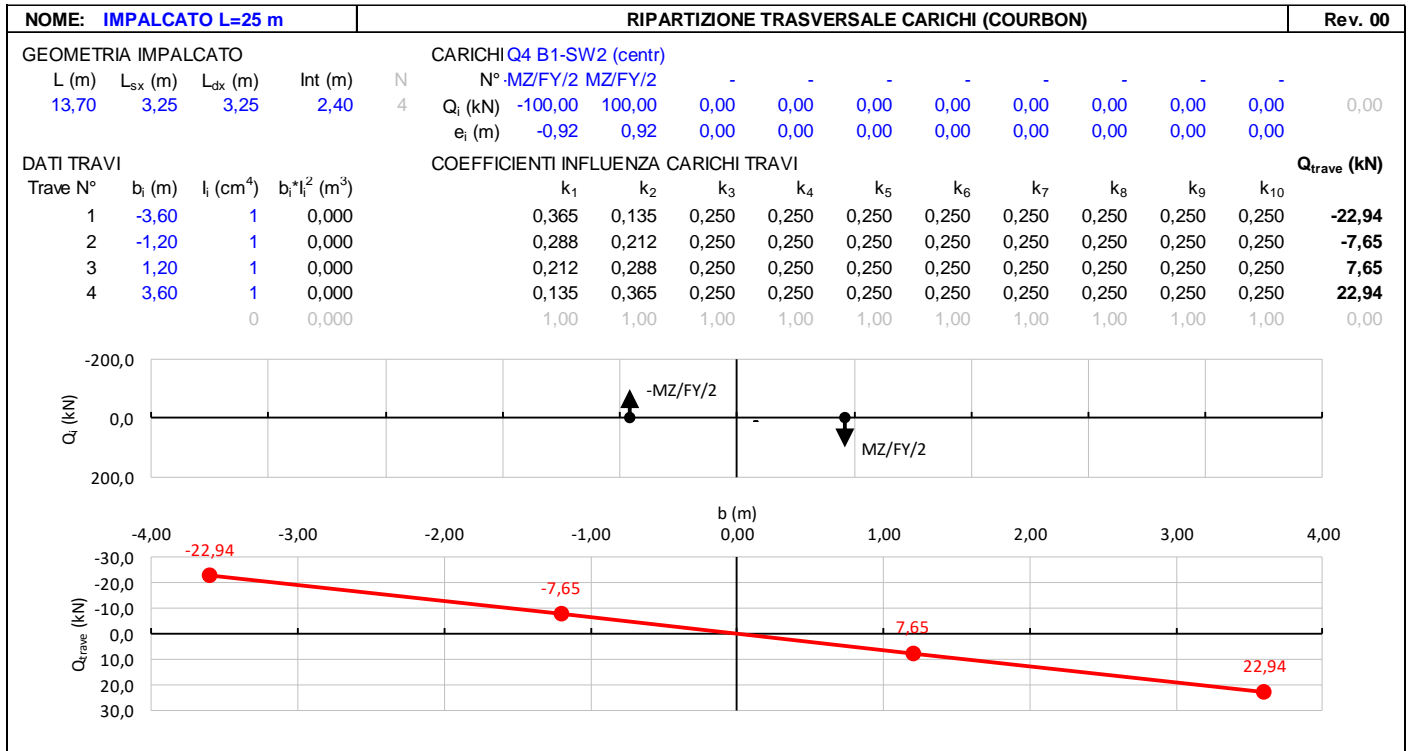 NOME: IMPALCATO L=25 m RIPARTIZIONE TRASVERSALE CARICHI (COURBON) Rev. 00
GEOMETRIA IMPALCATO CARICHI Q4 B1-SW2 (centr)
L (m) Lsx (m) Ldx (m) Int (m) N N° -MZ/FY/2 MZ/FY/2 - - - - - - - -
13,70 3,25 3,25 2,40 4 Qi (kN) -100,00 100,00 0,00 0,00 0,00 0,00 0,00 0,00 0,00 0,00 0,00
ei (m) -0,92 0,92 0,00 0,00 0,00 0,00 0,00 0,00 0,00 0,00
DATI TRAVI COEFFICIENTI INFLUENZA CARICHI TRAVI Qtrave (kN)
Trave N° bi (m) Ii (cm4) bi*Ii2 (m3) k1 k2 k3 k4 k5 k6 k7 k8 k9 k10
1 -3,60 1 0,000 0,365 0,135 0,250 0,250 0,250 0,250 0,250 0,250 0,250 0,250 -22,94
2 -1,20 1 0,000 0,288 0,212 0,250 0,250 0,250 0,250 0,250 0,250 0,250 0,250 -7,65
3 1,20 1 0,000 0,212 0,288 0,250 0,250 0,250 0,250 0,250 0,250 0,250 0,250 7,65
4 3,60 1 0,000 0,135 0,365 0,250 0,250 0,250 0,250 0,250 0,250 0,250 0,250 22,94
0 0,000 1,00 1,00 1,00 1,00 1,00 1,00 1,00 1,00 1,00 1,00 0,00
-200,0
-MZ/FY/2
0,0 -
MZ/FY/2
200,0
Qi (kN)
b (m)
-4,00 -3,00 -2,00 -1,00 0,00 1,00 2,00 3,00 4,00
-22,94
-30,0
-20,0 -7,65
-10,0
0,0 7,65
10,0 22,94
20,0
30,0
Qtrave (kN)